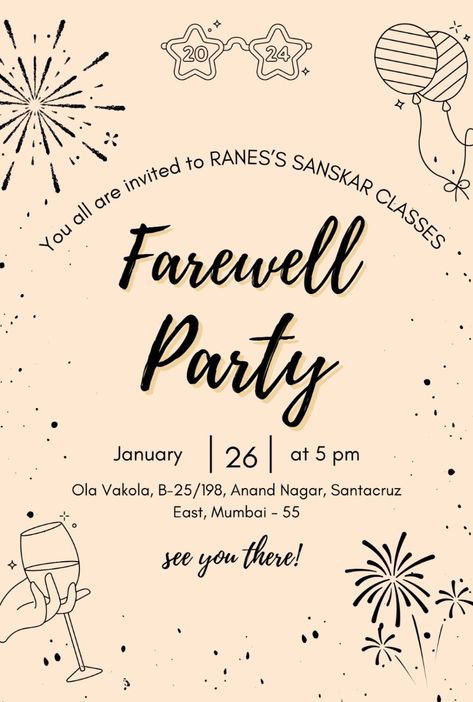 20 24
You all are invited to RANES'S SANSKAR CLASSES
Farewell
Party
January | 26 | at 5 pm
Ola Vakola, B-25/198, Anand Nagar, Santacruz
East, Mumbai - 55
see you there!